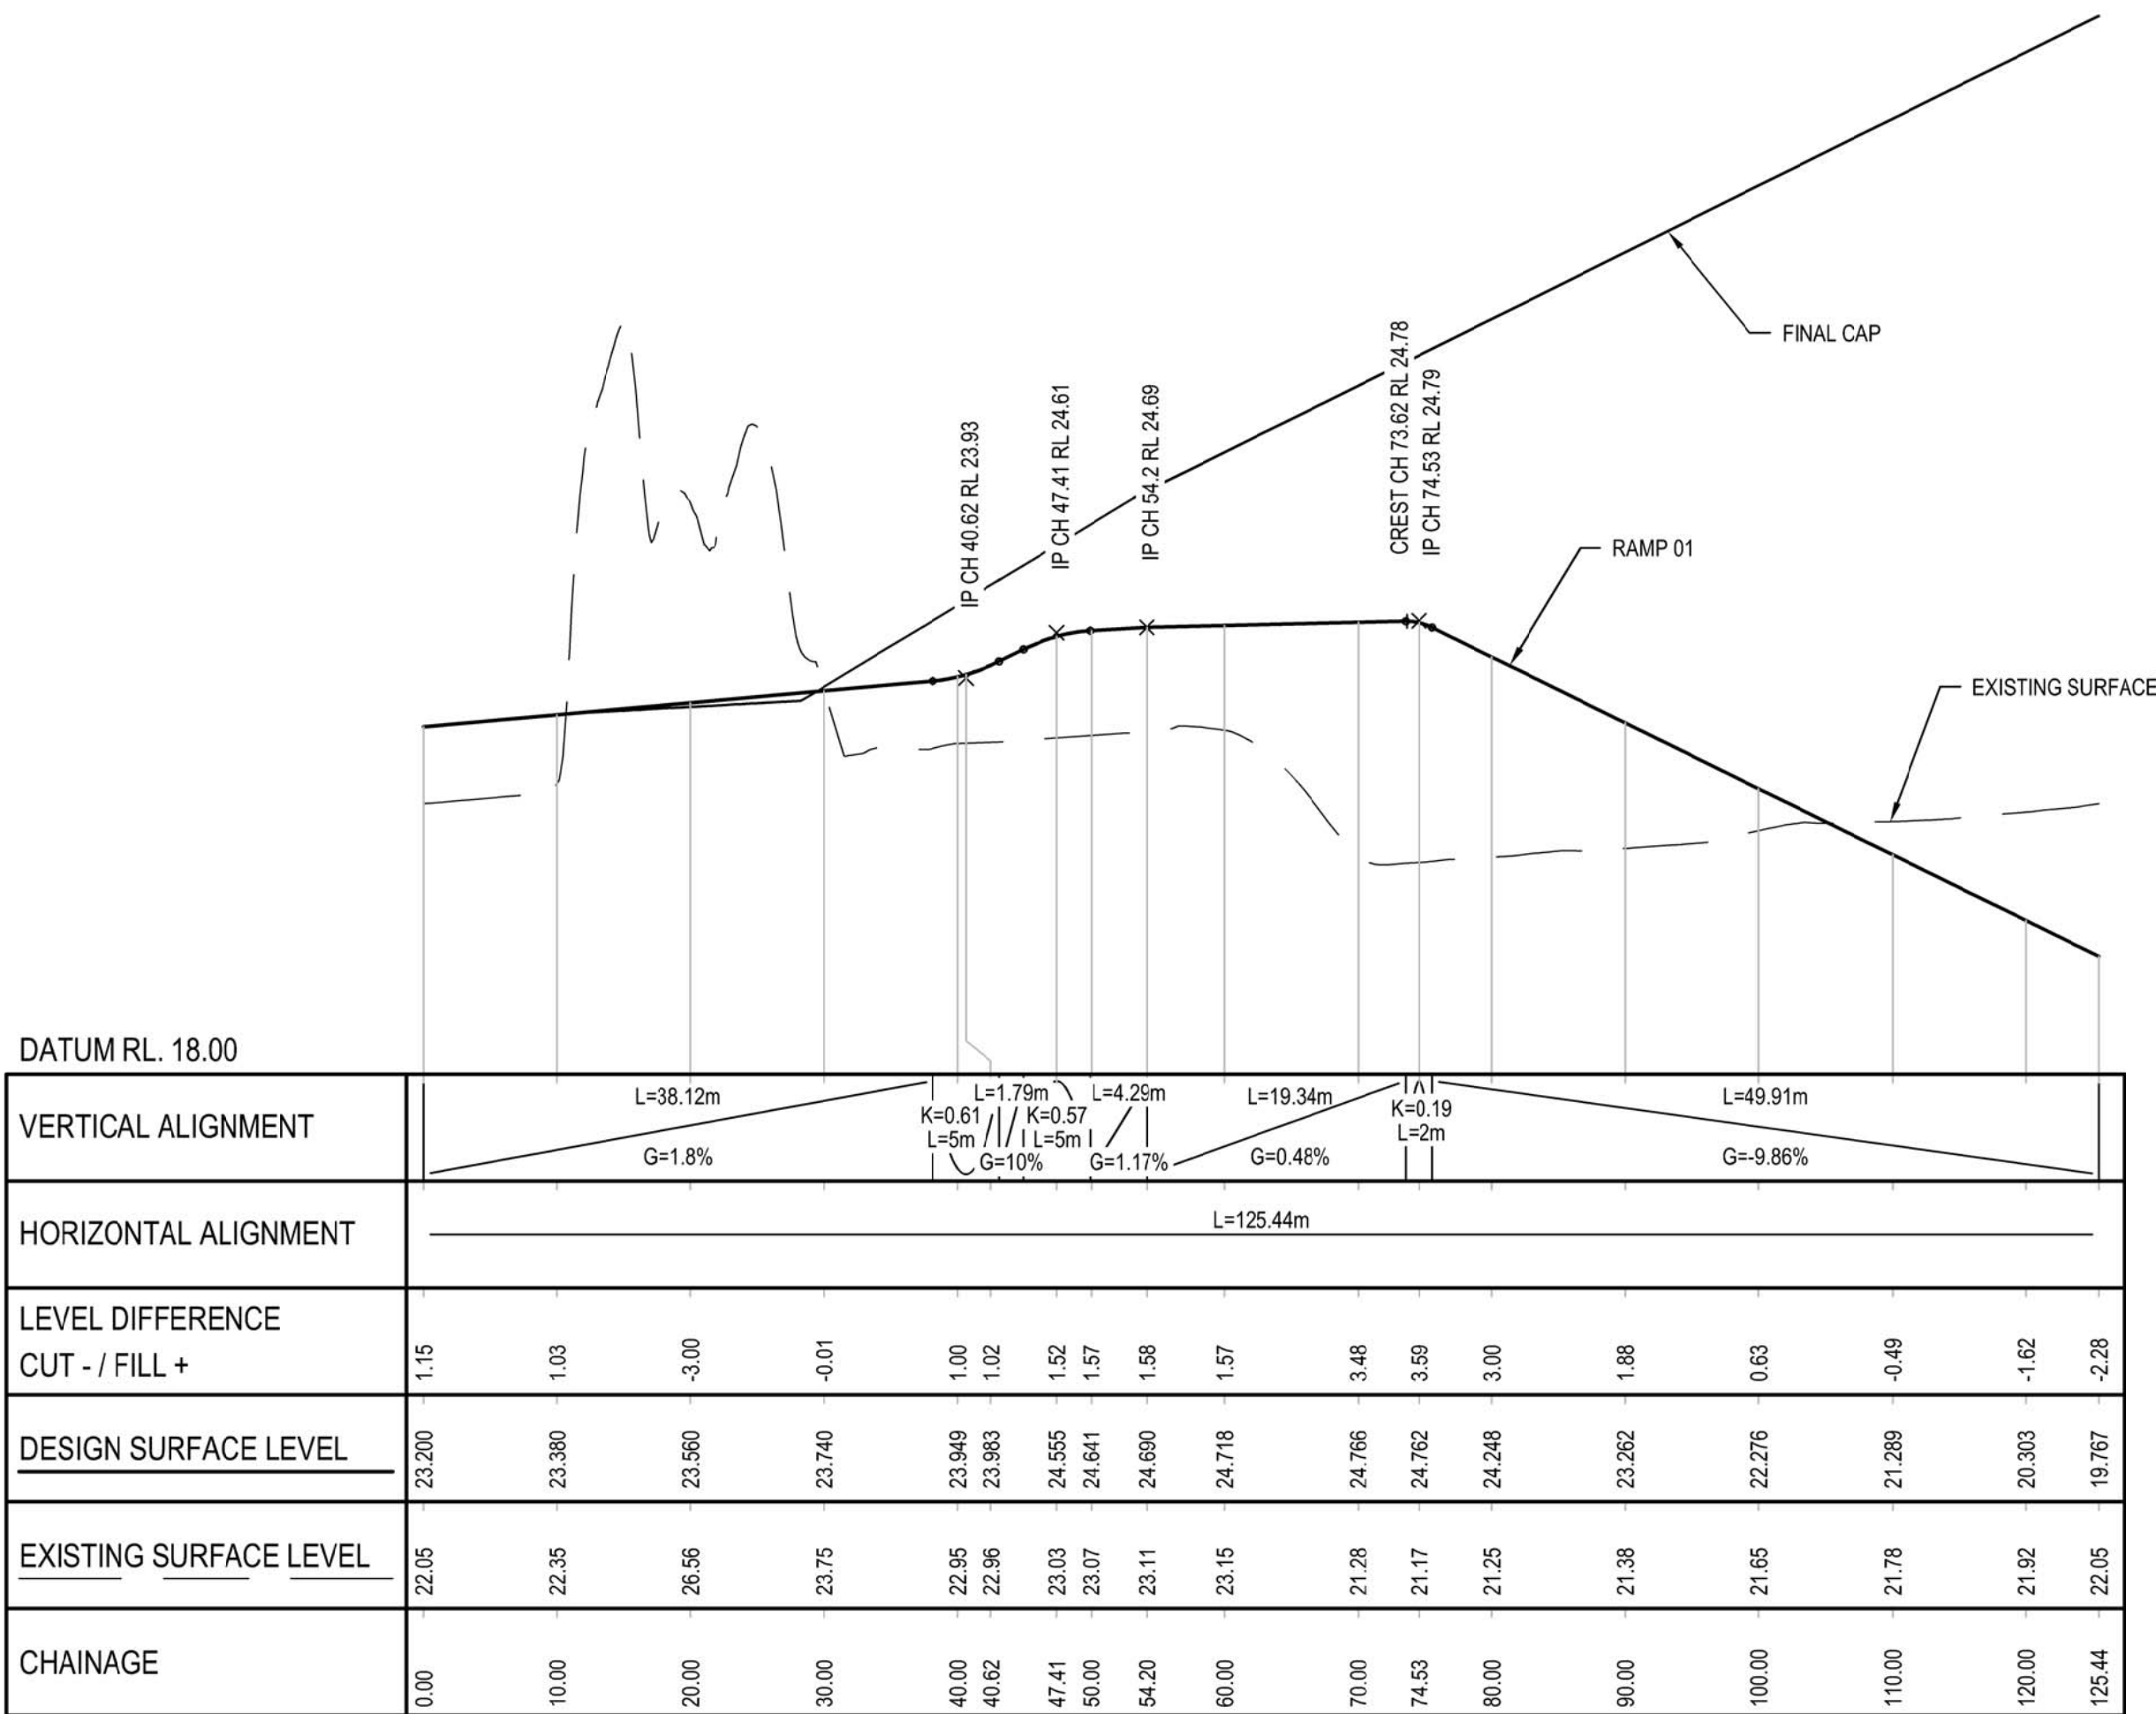 FINAL CAP
CREST CH 73.62 RL 24.78
IP CH 74.53 RL 24.79
IP CH 47.41 RL 24.61
IP CH 54.2 RL 24.69
IP CH 40.62 RL 23.93
RAMP 01
EXISTING SURFACE
DATUM RL. 18.00
VERTICAL ALIGNMENT
L=38.12m
G=1.8%
K=0.61
L=5m
L=1.79m
G=10%
K=0.57
L=5m
L=4.29m
G=1.17%
L=19.34m
G=0.48%
K=0.19
L=2m
L=49.91m
G=-9.86%
HORIZONTAL ALIGNMENT
L=125.44m
LEVEL DIFFERENCE
CUT - / FILL +
1.15 1.03 -3.00 -0.01 1.00 1.02 1.52 1.57 1.58 1.57 3.48 3.59 3.00 1.88 0.63 -0.49 -1.62 -2.28
DESIGN SURFACE LEVEL
23.200 23.380 23.560 23.740 23.949 23.983 24.555 24.641 24.690 24.718 24.766 24.762 24.248 23.262 22.276 21.289 20.303 19.767
EXISTING SURFACE LEVEL
22.05 22.35 26.56 23.75 22.95 22.96 23.03 23.07 23.11 23.15 21.28 21.17 21.25 21.38 21.65 21.78 21.92 22.05
CHAINAGE
0.00 10.00 20.00 30.00 40.00 40.62 47.41 50.00 54.20 60.00 70.00 74.53 80.00 90.00 100.00 110.00 120.00 125.44